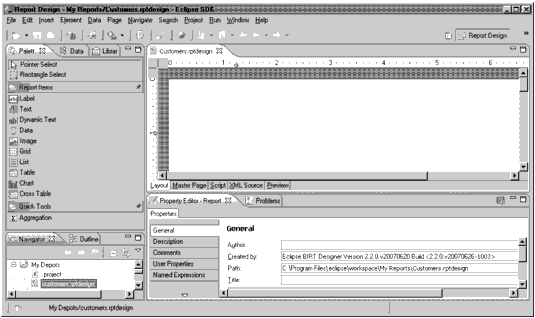 Report Design - My Reports/Customers.rptdesign - Eclipse SDK
File Edit Insert Element Data Page Navigate Search Project Run Window Help
Report Design
Palett Data Librar
Customers.rptdesign
Pointer Select
Rectangle Select
Report Items
Label
Text
Dynamic Text
Data
Image
Grid
List
Table
Chart
Cross Table
Quick Tools
Aggregation
0 1 2 3 4 5 6
Layout Master Page Script XML Source Preview
Property Editor - Report Problems
Properties
General
Description
Comments
User Properties
Named Expressions
General
Author:
Created by: Eclipse BIRT Designer Version 2.2.0.v20070620 Build <2.2.0.v20070626-1003>
Path: C:\Program Files\eclipse\workspace\My Reports\Customers.rptdesign
Title:
Navigator Outline
My Depots
.project
customers.rptdesign
My Depots/customers.rptdesign